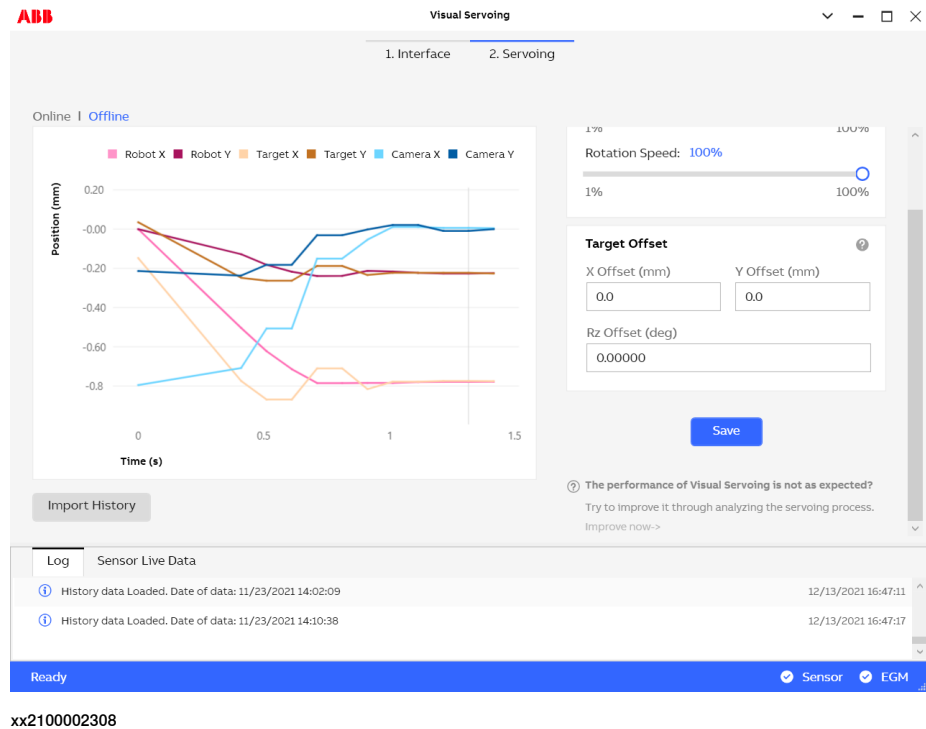 ABB
Visual Servoing
1. Interface 2. Servoing
Online | Offline
Robot X Robot Y Target X Target Y Camera X Camera Y
Position (mm)
0.20
-0.00
-0.20
-0.40
-0.60
-0.8
0 0.5 1 1.5
Time (s)
Import History
1% 100%
Rotation Speed: 100%
1% 100%
Target Offset
X Offset (mm) Y Offset (mm)
0.0 0.0
Rz Offset (deg)
0.00000
Save
The performance of Visual Servoing is not as expected?
Try to improve it through analyzing the servoing process.
Improve now->
Log Sensor Live Data
History data Loaded. Date of data: 11/23/2021 14:02:09 12/13/2021 16:47:11
History data Loaded. Date of data: 11/23/2021 14:10:38 12/13/2021 16:47:17
Ready Sensor EGM
xx2100002308